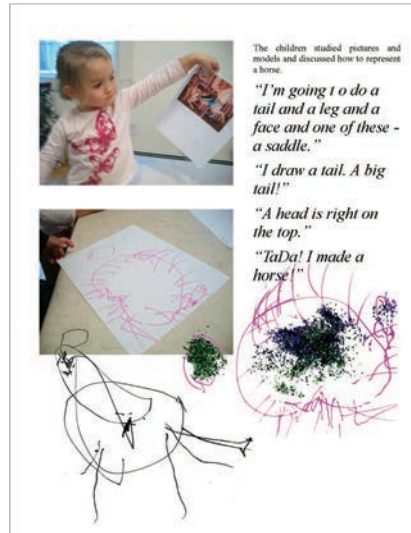 The children studied pictures and
models and discussed how to represent
a horse.
“I’m going t o do a
tail and a leg and a
face and one of these -
a saddle.”
“I draw a tail. A big
tail!”
“A head is right on
the top.”
“TaDa! I made a
horse!”